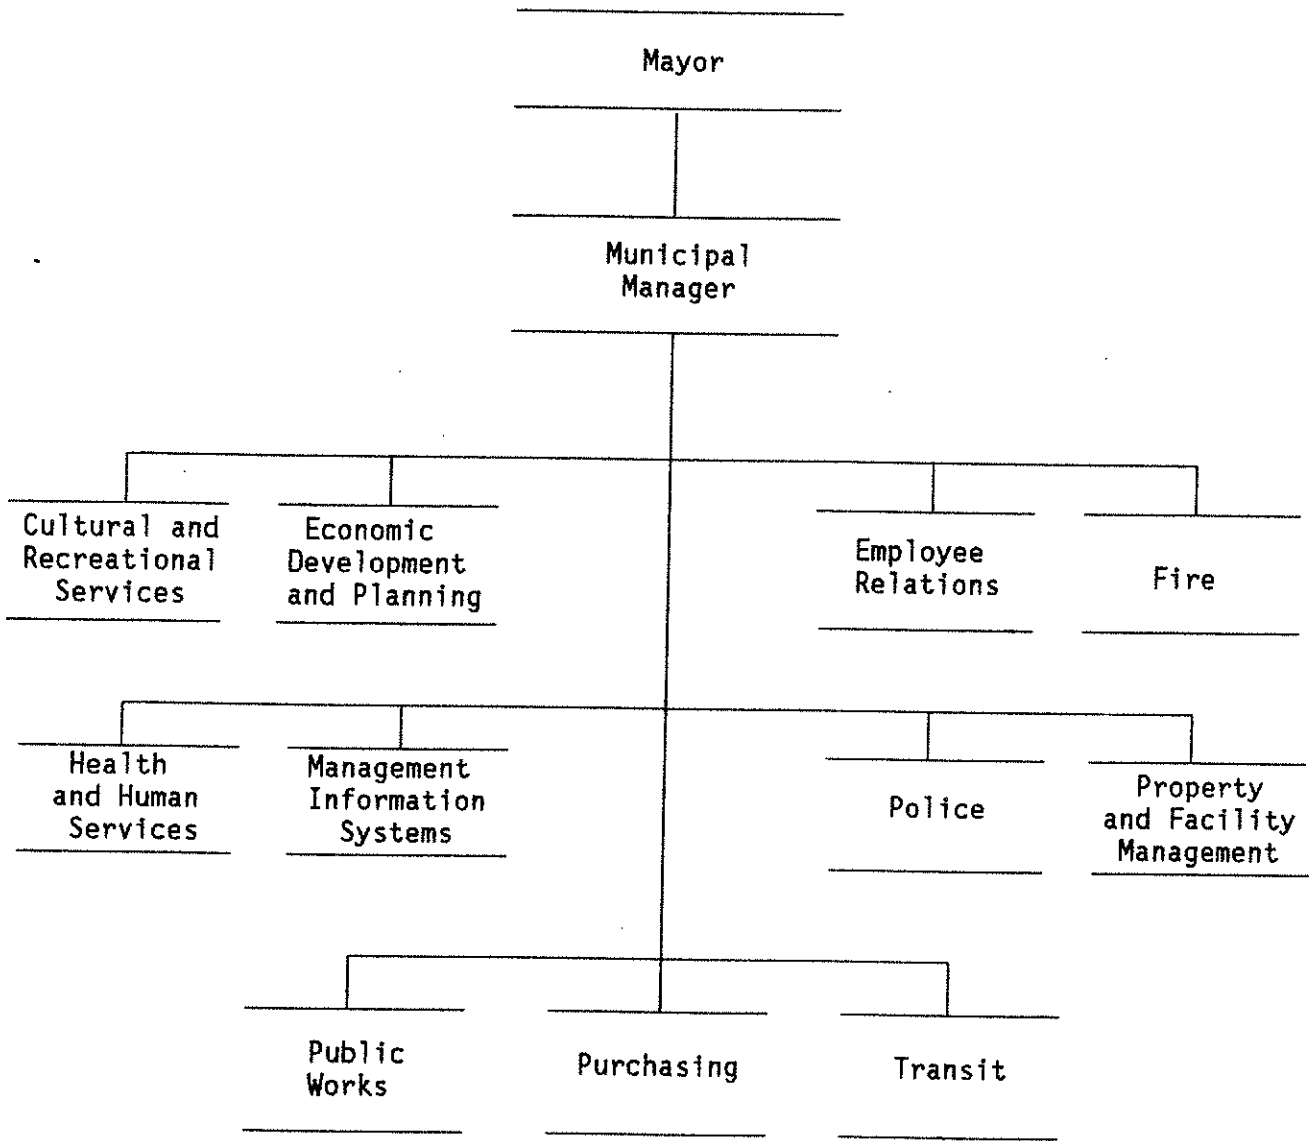 Mayor
Municipal
Manager
Cultural and
Recreational
Services
Economic
Development
and Planning
Employee
Relations
Fire
Health
and Human
Services
Management
Information
Systems
Police
Property
and Facility
Management
Public
Works
Purchasing
Transit